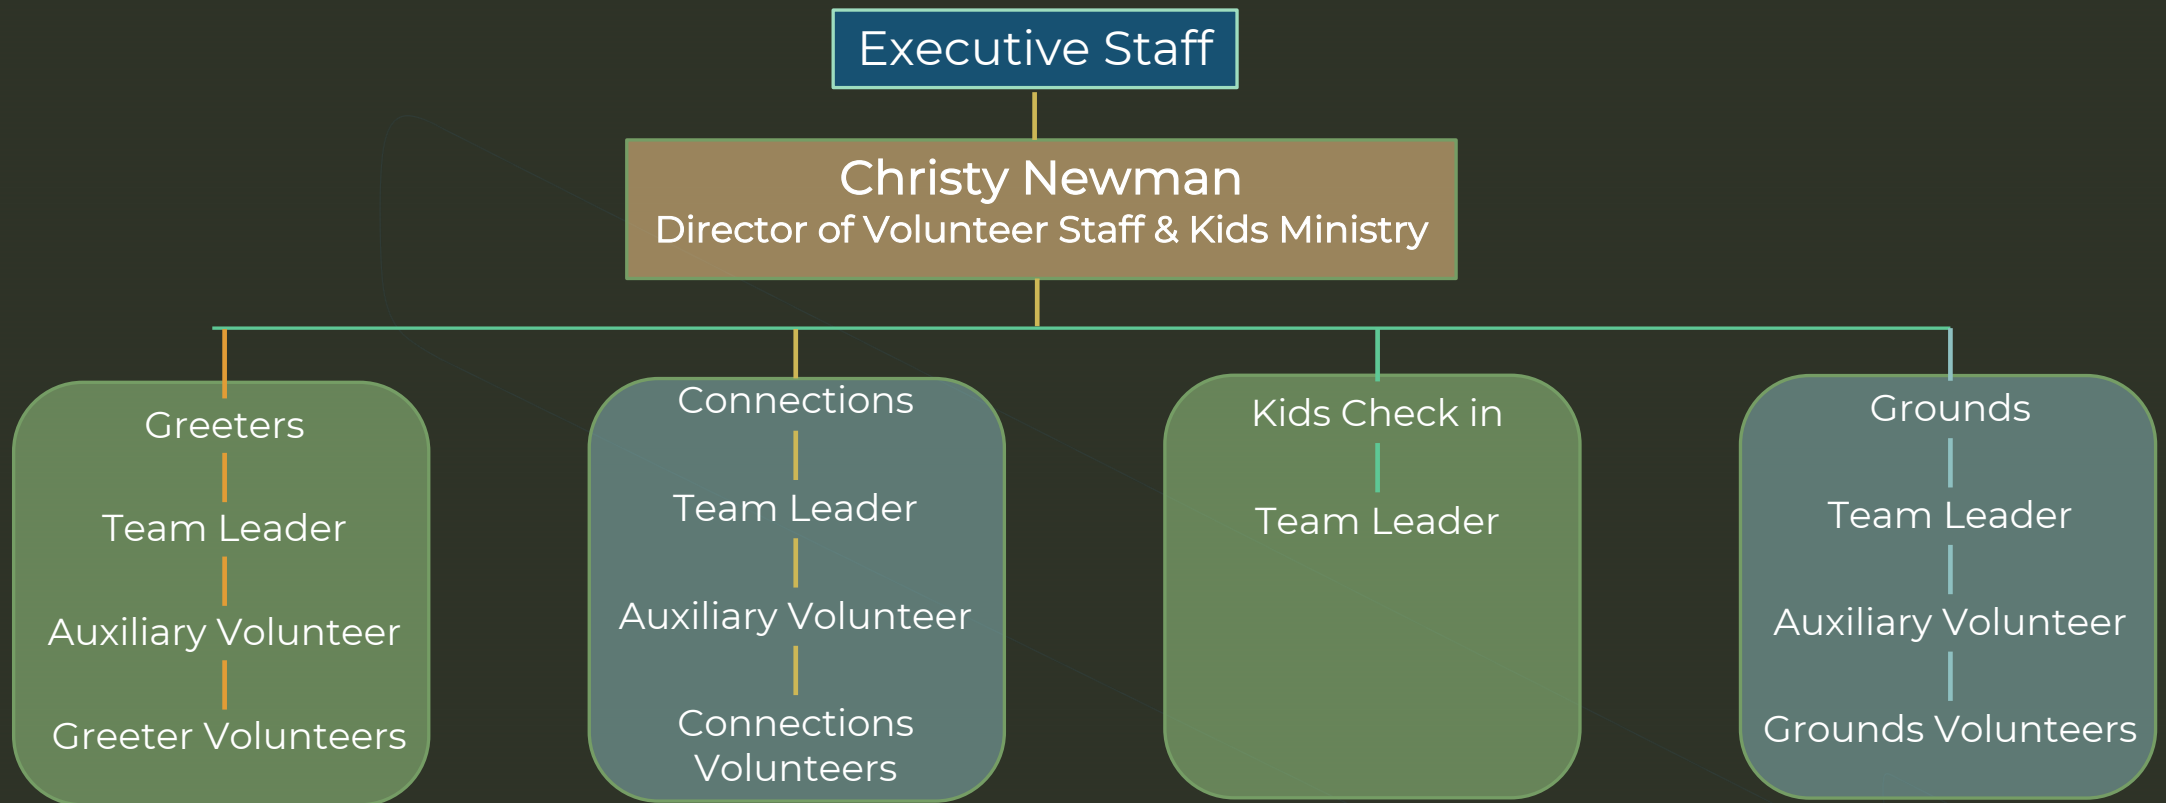 Executive Staff
Christy Newman
Director of Volunteer Staff & Kids Ministry
Greeters
Team Leader
Auxiliary Volunteer
Greeter Volunteers
Connections
Team Leader
Auxiliary Volunteer
Connections
Volunteers
Kids Check in
Team Leader
Grounds
Team Leader
Auxiliary Volunteer
Grounds Volunteers